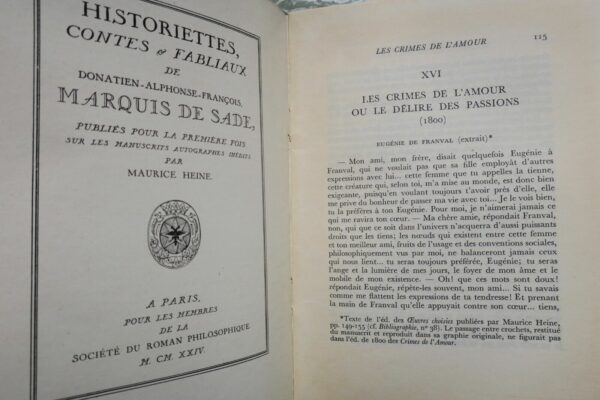 HISTORIETTES,
CONTES & FABLIAUX
DE
DONATIEN-ALPHONSE-FRANÇOIS,
MARQUIS DE SADE,
PUBLIÉS POUR LA PREMIÈRE FOIS
SUR LES MANUSCRITS AUTOGRAPHES INÉDITS
PAR
MAURICE HEINE.
A PARIS,
POUR LES MEMBRES
DE LA
SOCIÉTÉ DU ROMAN PHILOSOPHIQUE
M. CM. XXIV.
LES CRIMES DE L'AMOUR 115
XVI
LES CRIMES DE L'AMOUR
OU LE DÉLIRE DES PASSIONS
(1800)
EUGÉNIE DE FRANVAL (extrait)*
— Mon ami, mon frère, disait quelquefois Eugénie à
Franval, qui ne voulait pas que sa fille employât d'autres
expressions avec lui... cette femme que tu appelles la tienne,
cette créature qui, selon toi, m'a mise au monde, est donc bien
exigeante, puisqu'en voulant toujours t'avoir près d'elle, elle
me prive du bonheur de passer ma vie avec toi... Je le vois bien,
tu la préfères à ton Eugénie. Pour moi, je n'aimerai jamais ce
qui me ravira ton cœur. — Ma chère amie, répondait Franval,
non, qui que ce soit dans l'univers n'acquerra d'aussi puissants
droits que les tiens; les nœuds qui existent entre cette femme
et ton meilleur ami, fruits de l'usage et des conventions sociales,
philosophiquement vus par moi, ne balanceront jamais ceux
qui nous lient... tu seras toujours préférée, Eugénie; tu seras
l'ange et la lumière de mes jours, le foyer de mon âme et le
mobile de mon existence. — Oh! que ces mots sont doux!
répondait Eugénie, répète-les souvent, mon ami... Si tu savais
comme me flattent les expressions de ta tendresse! Et prenant
la main de Franval qu'elle appuyait contre son cœur... tiens,
*Texte de l'éd. des Œuvres choisies publiées par Maurice Heine,
pp. 149-155 (cf. Bibliographie, n° 38). Le passage entre crochets, restitué
du manuscrit et reproduit dans sa graphie originale, ne figurait pas
dans l'éd. de 1800 des Crimes de l'Amour.